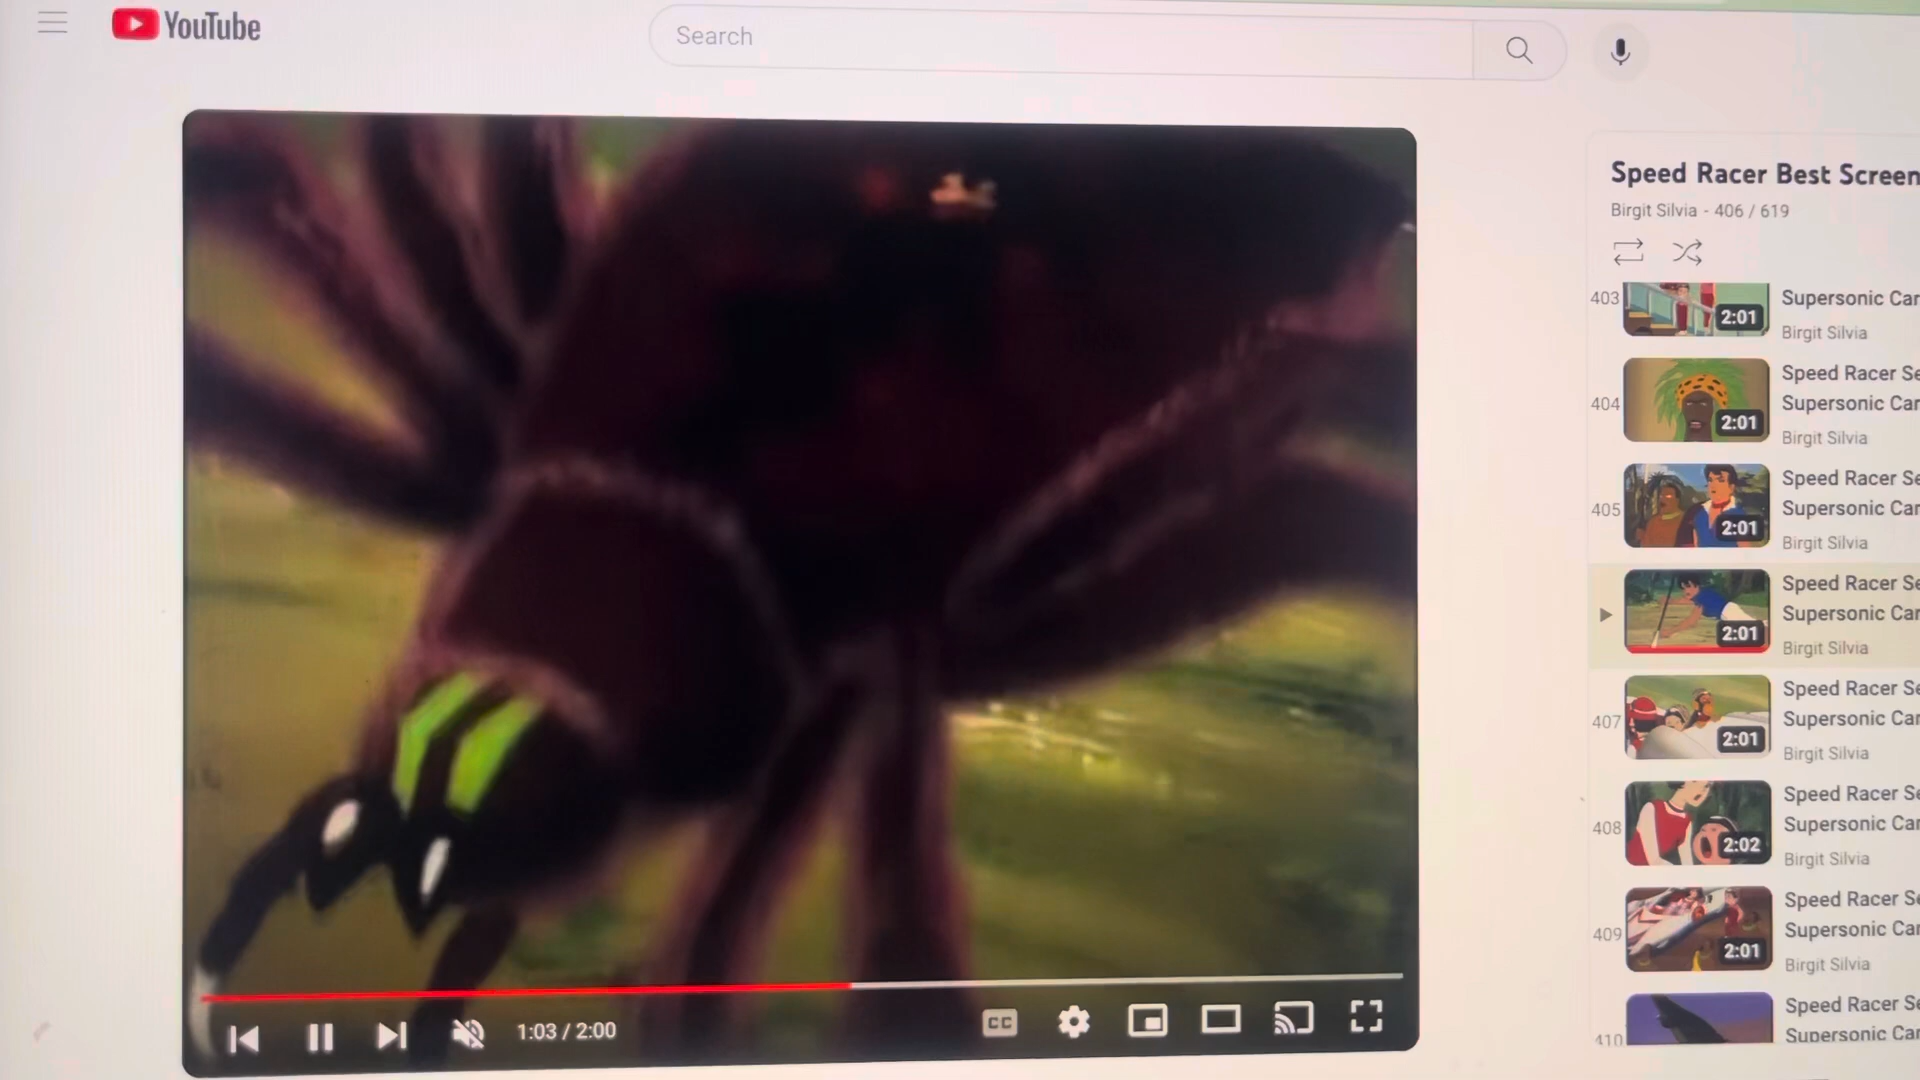 YouTube
Search
Speed Racer Best Screen
Birgit Silvia - 406 / 619
403
Supersonic Car
2:01
Birgit Silvia
404
Speed Racer Se
Supersonic Car
2:01
Birgit Silvia
405
Speed Racer Se
Supersonic Car
2:01
Birgit Silvia
Speed Racer Se
Supersonic Car
2:01
Birgit Silvia
407
Speed Racer Se
Supersonic Car
2:01
Birgit Silvia
408
Speed Racer Se
Supersonic Car
2:02
Birgit Silvia
409
Speed Racer Se
Supersonic Car
2:01
Birgit Silvia
410
Speed Racer Se
Supersonic Car
1:03 / 2:00
CC